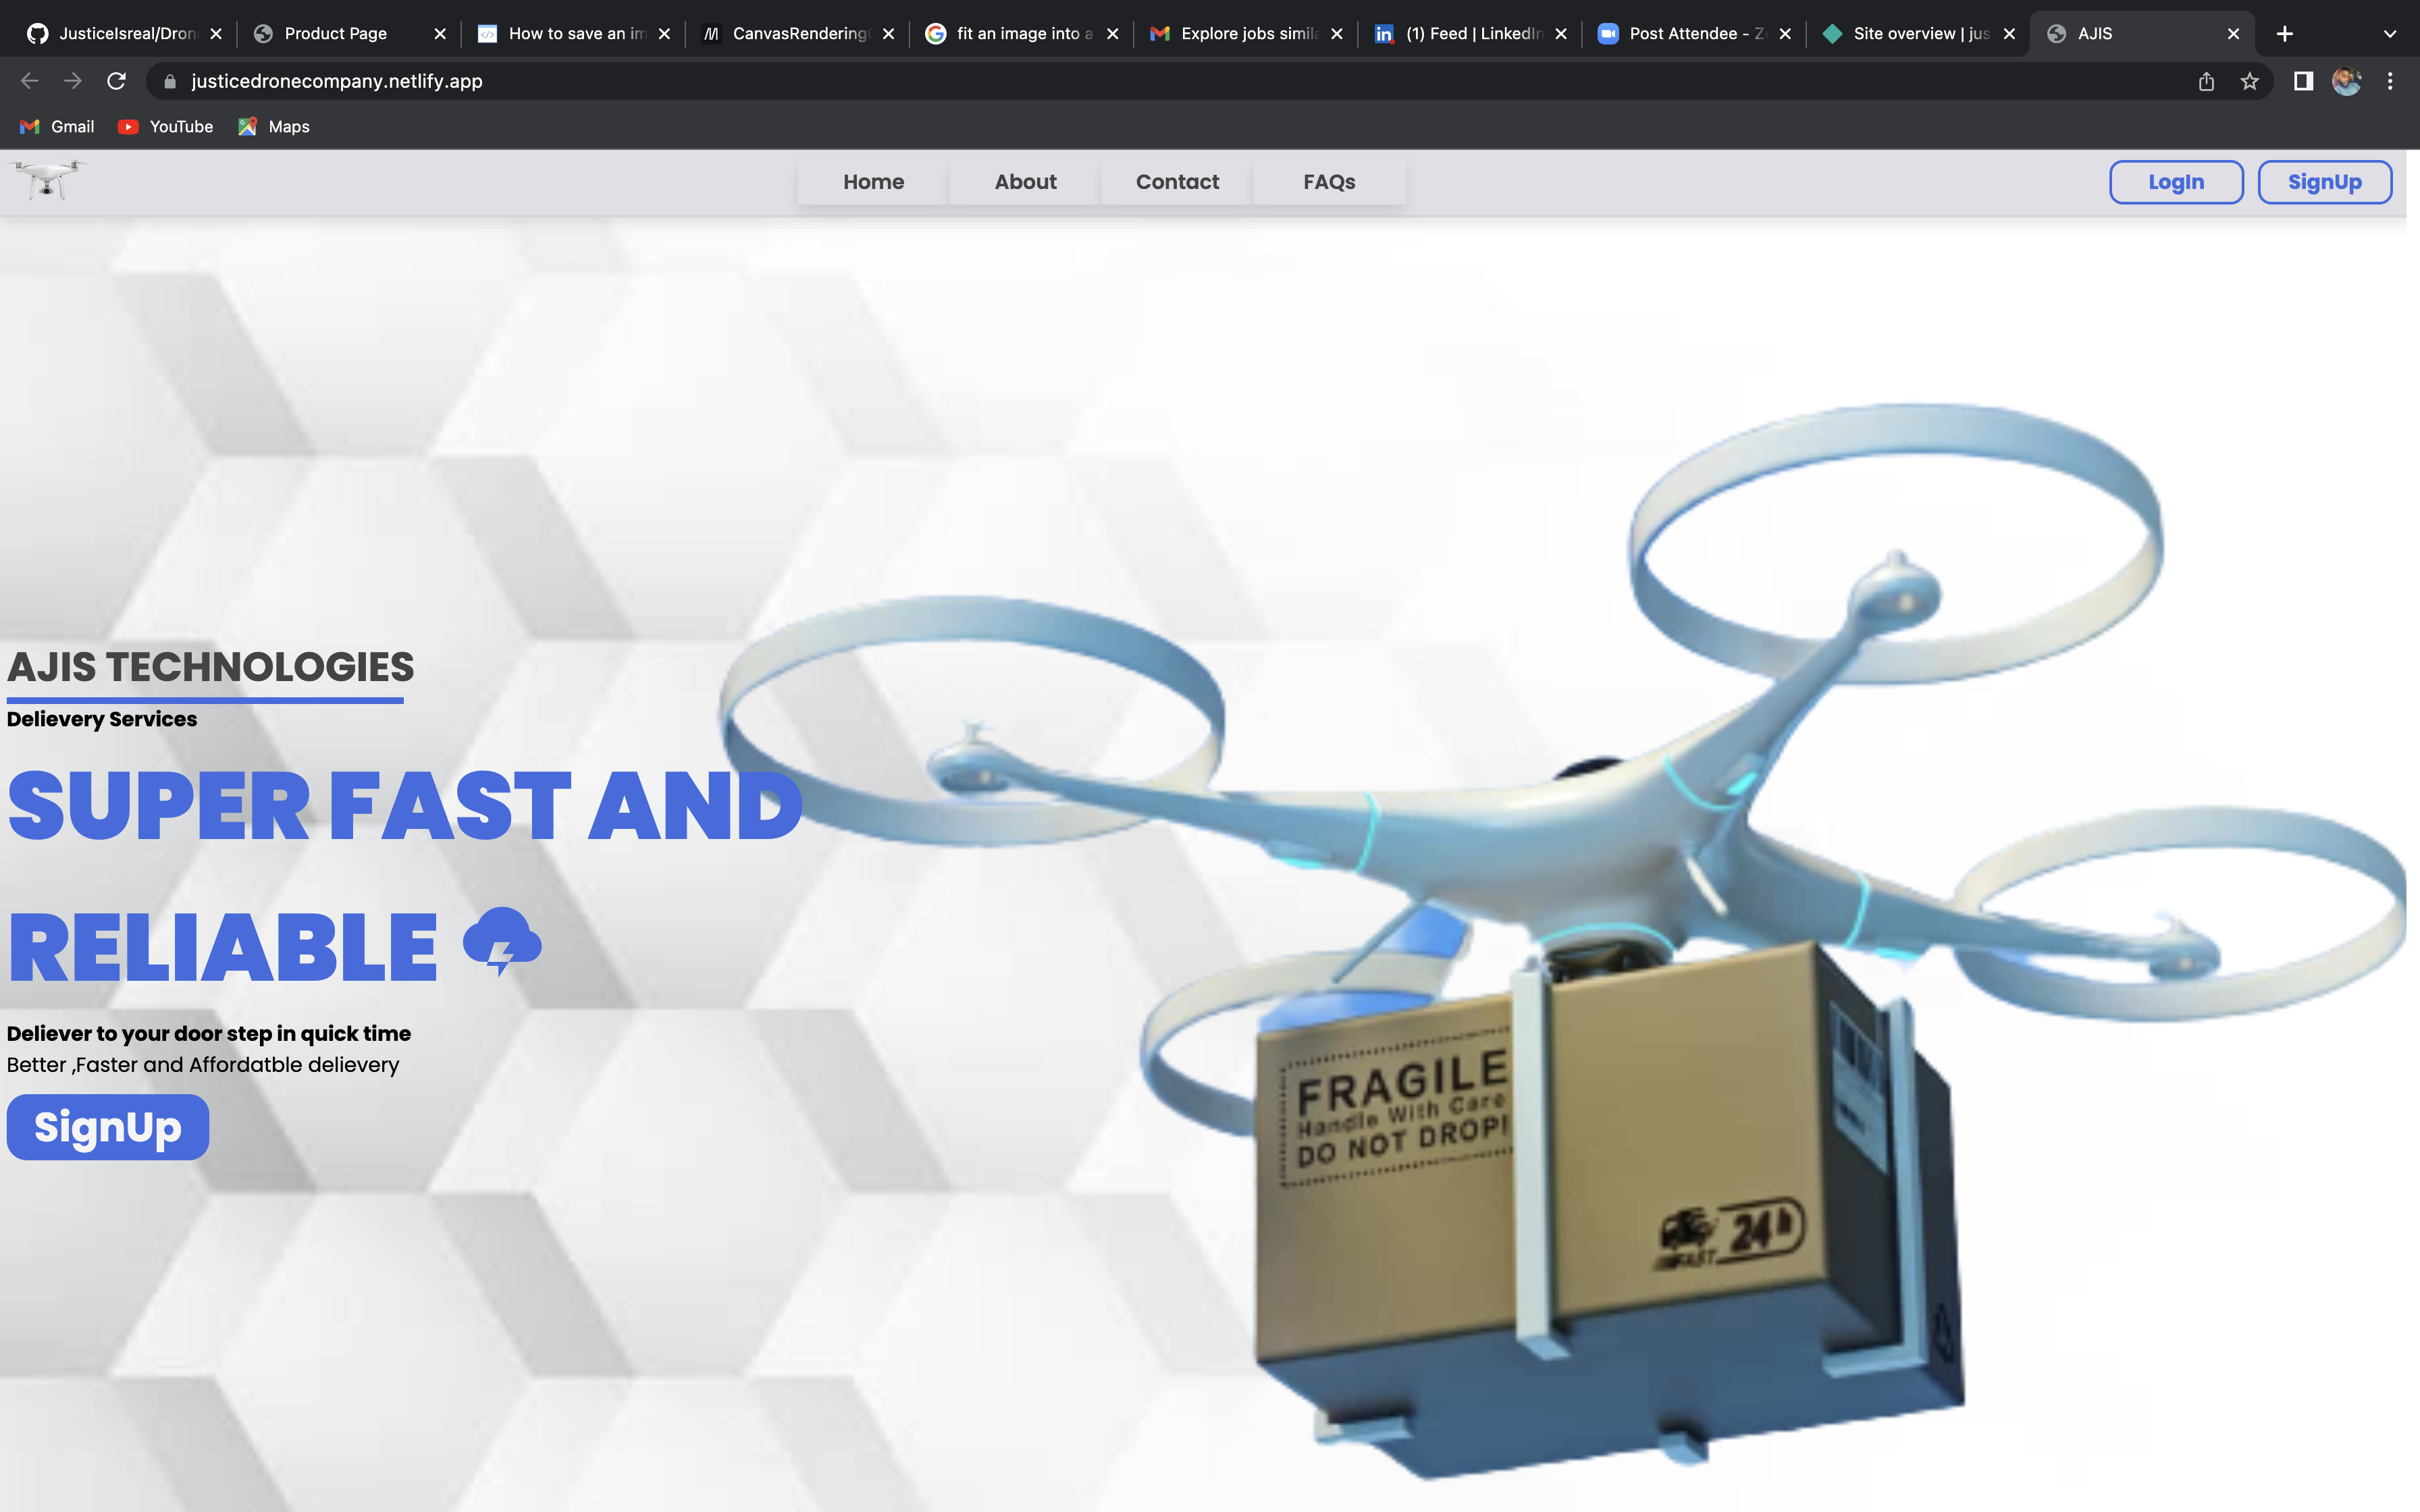 JusticeIsreal/Dron
Product Page
How to save an im
CanvasRendering
fit an image into a
Explore jobs simila
(1) Feed | LinkedIn
Post Attendee - Zo
Site overview | jus
AJIS
justicedronecompany.netlify.app
Gmail
YouTube
Maps
Home
About
Contact
FAQs
LogIn
SignUp
AJIS TECHNOLOGIES
Delievery Services
SUPER FAST AND
RELIABLE
Deliever to your door step in quick time
Better ,Faster and Affordatble delievery
SignUp
FRAGILE
Handle With Care
DO NOT DROP!
24h
FAST